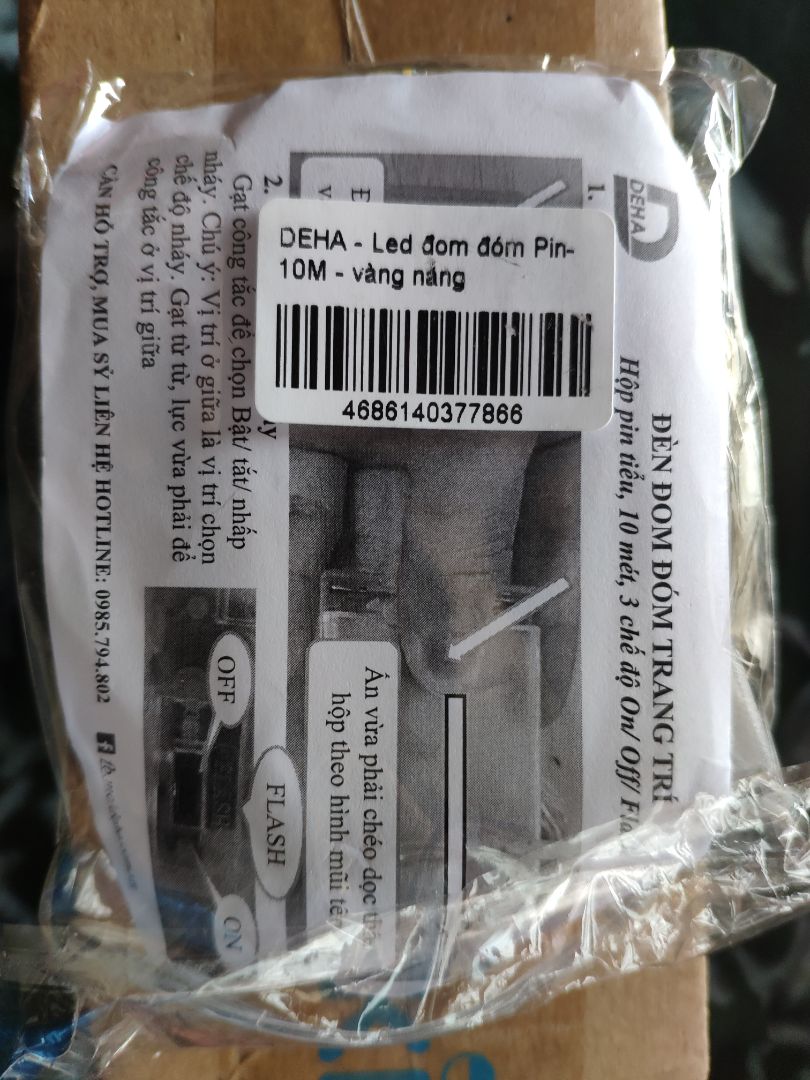 DEHA - Led đom đóm Pin-
10M - vàng nắng
4686140377866
DEHA
ĐÈN ĐOM ĐÓM TRANG TRÍ
Hộp pin tiểu, 10 mét, 3 chế độ On/ Off/
1.
Ấn vừa phải chéo dọc
hộp theo hình mũi
2.
Gạt công tắc để chọn Bật/ tắt/ nháp
nháy. Chú ý: Vị trí ở giữa là vị trí chọn
chế độ nháy. Gạt từ từ, lực vừa phải để
công tắc ở vị trí giữa
OFF
FLASH
ON
CẦN HỖ TRỢ, MUA SỶ LIÊN HỆ HOTLINE: 0985.794.802